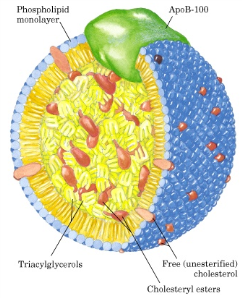 Phospholipid
monolayer
ApoB-100
Triacylglycerols
Free (unesterified)
cholesterol
Cholesteryl esters